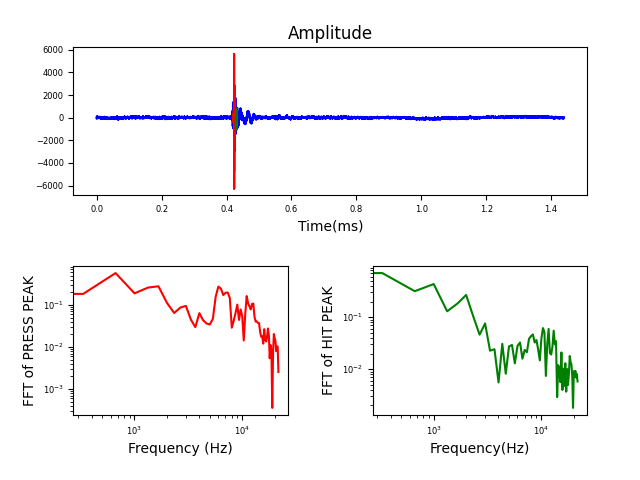 Amplitude
6000
4000
2000
0
−2000
−4000
−6000
0.0 0.2 0.4 0.6 0.8 1.0 1.2 1.4
Time(ms)
FFT of PRESS PEAK
10⁻¹
10⁻²
10⁻³
10³ 10⁴
Frequency (Hz)
FFT of HIT PEAK
10⁻¹
10⁻²
10³ 10⁴
Frequency(Hz)